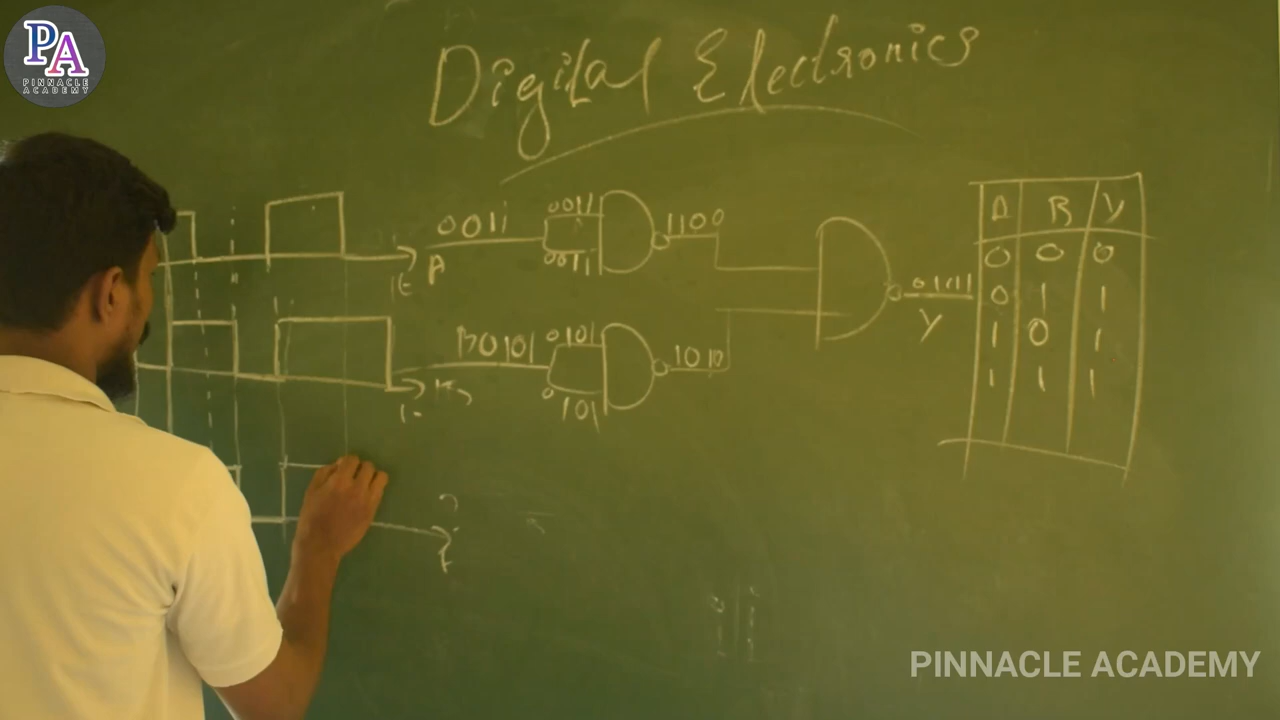 PA
PINNACLE
ACADEMY
Digital Electronics
0011
A
0011
0011
1100
t
B 0101
0101
0101
1010
0111
Y
A B Y
0 0 0
0 1 1
1 0 1
1 1 1
t
PINNACLE ACADEMY